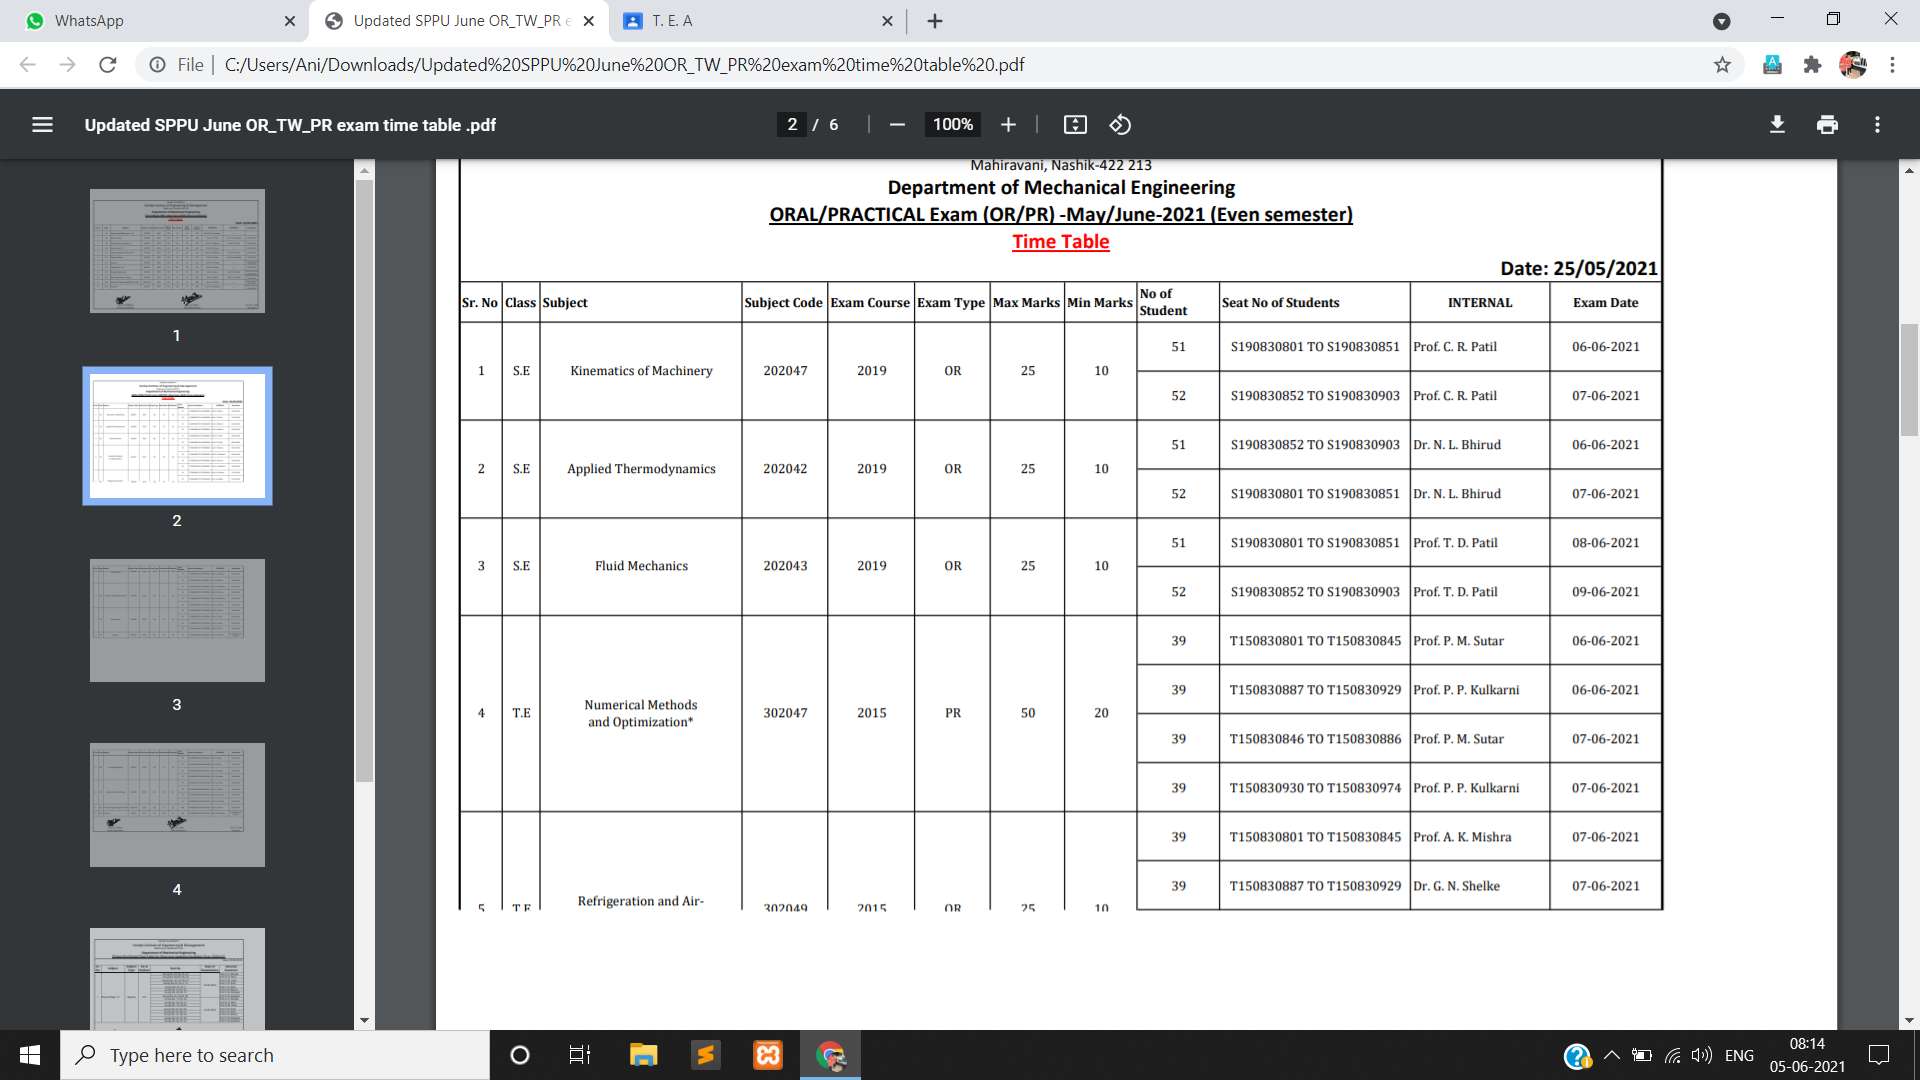 WhatsApp
Updated SPPU June OR_TW_PR e
T. E. A
File
C:/Users/Ani/Downloads/Updated%20SPPU%20June%20OR_TW_PR%20exam%20time%20table%20.pdf
Updated SPPU June OR_TW_PR exam time table .pdf
2 / 6
100%
1
2
3
4
Mahiravani, Nashik-422 213
Department of Mechanical Engineering
ORAL/PRACTICAL Exam (OR/PR) -May/June-2021 (Even semester)
Time Table
Date: 25/05/2021
Sr. No Class Subject Subject Code Exam Course Exam Type Max Marks Min Marks No of Student Seat No of Students INTERNAL Exam Date
1 S.E Kinematics of Machinery 202047 2019 OR 25 10
51 S190830801 TO S190830851 Prof. C. R. Patil 06-06-2021
52 S190830852 TO S190830903 Prof. C. R. Patil 07-06-2021
2 S.E Applied Thermodynamics 202042 2019 OR 25 10
51 S190830852 TO S190830903 Dr. N. L. Bhirud 06-06-2021
52 S190830801 TO S190830851 Dr. N. L. Bhirud 07-06-2021
3 S.E Fluid Mechanics 202043 2019 OR 25 10
51 S190830801 TO S190830851 Prof. T. D. Patil 08-06-2021
52 S190830852 TO S190830903 Prof. T. D. Patil 09-06-2021
4 T.E Numerical Methods
and Optimization* 302047 2015 PR 50 20
39 T150830801 TO T150830845 Prof. P. M. Sutar 06-06-2021
39 T150830887 TO T150830929 Prof. P. P. Kulkarni 06-06-2021
39 T150830846 TO T150830886 Prof. P. M. Sutar 07-06-2021
39 T150830930 TO T150830974 Prof. P. P. Kulkarni 07-06-2021
39 T150830801 TO T150830845 Prof. A. K. Mishra 07-06-2021
39 T150830887 TO T150830929 Dr. G. N. Shelke 07-06-2021
5 T.E Refrigeration and Air- 302049 2015 OR 25 10
Type here to search
ENG
08:14
05-06-2021